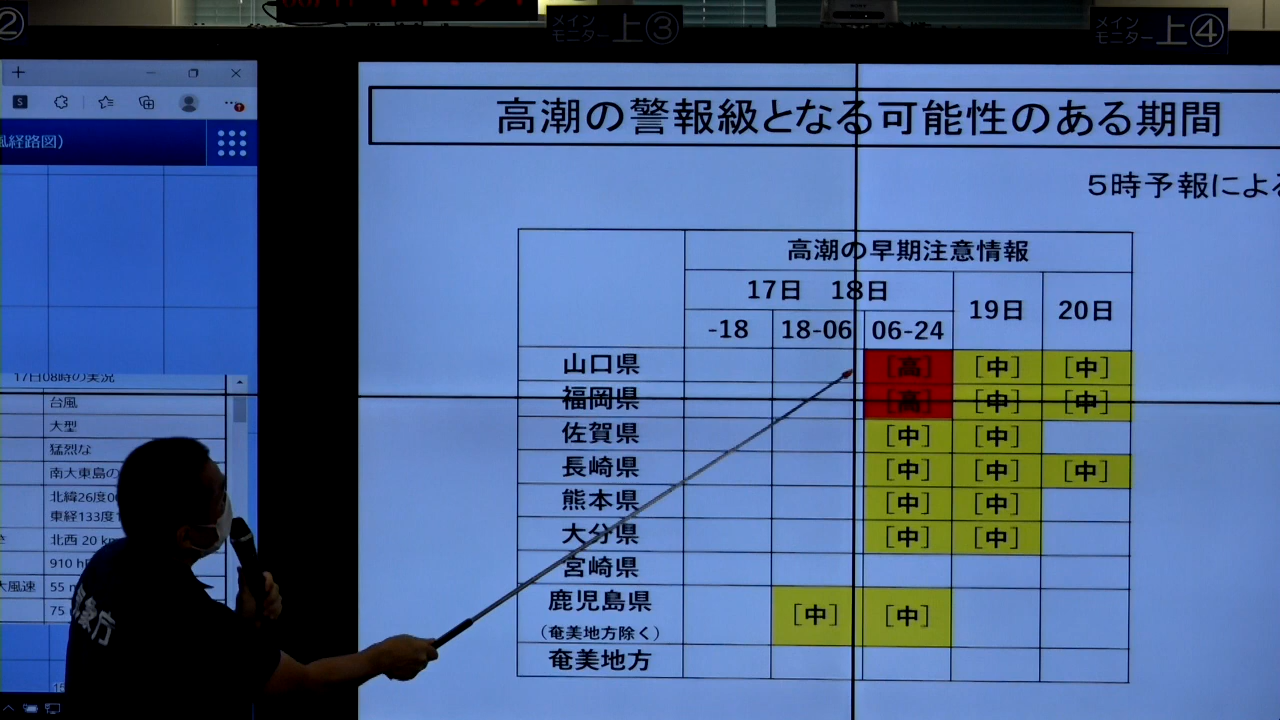 ②
メイン
モニター 上③
メイン
モニター 上④
風経路図)
17日08時の実況
台風
大型
猛烈な
南大東島の
北緯26度0
東経133度
北西 20 km
910 h
大風速 55 m
75
象庁
高潮の警報級となる可能性のある期間
5時予報による
高潮の早期注意情報
17日 18日 19日 20日
-18 18-06 06-24
山口県 [高] [中] [中]
福岡県 [高] [中] [中]
佐賀県 [中] [中]
長崎県 [中] [中] [中]
熊本県 [中] [中]
大分県 [中] [中]
宮崎県
鹿児島県 [中] [中]
(奄美地方除く)
奄美地方